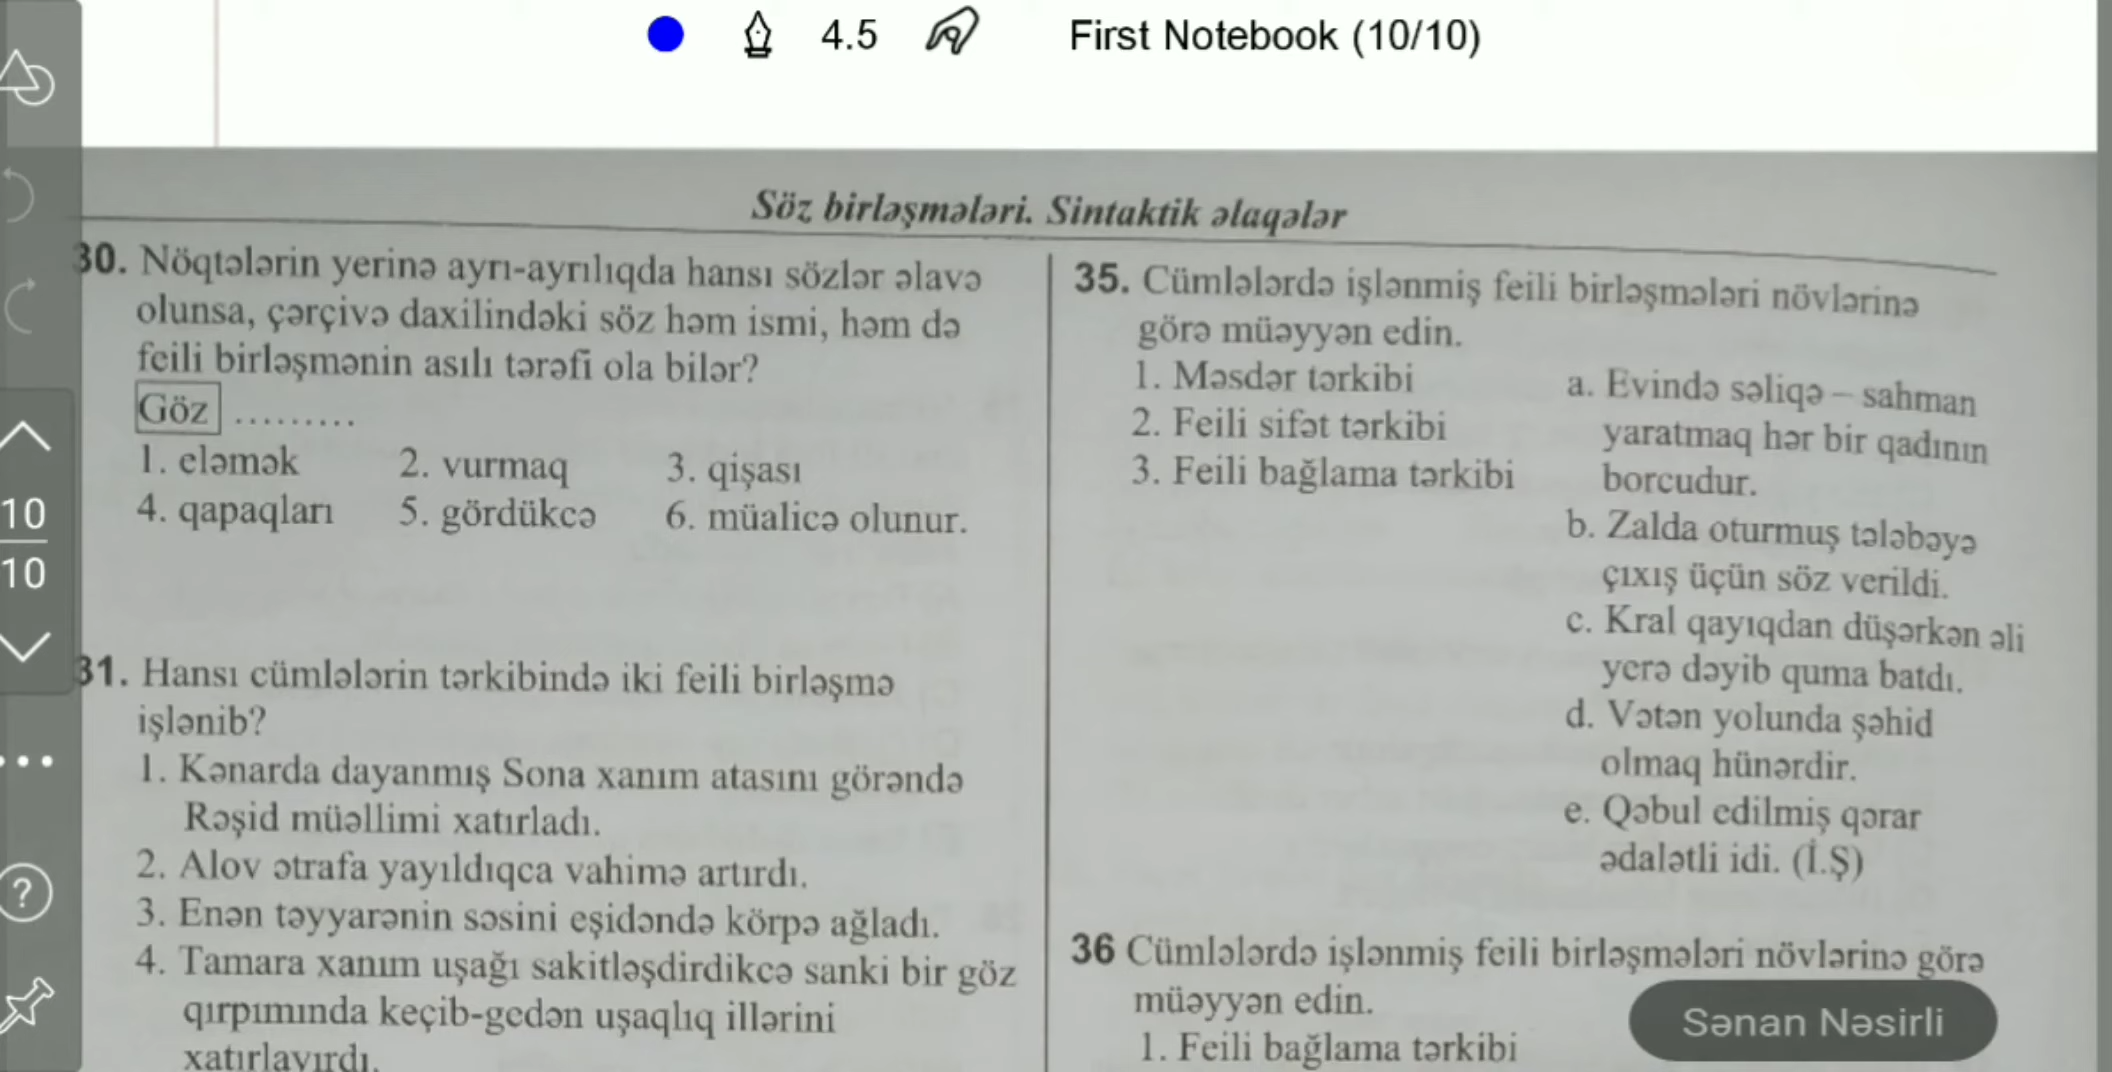 4.5
First Notebook (10/10)
Söz birləşmələri. Sintaktik əlaqələr
30. Nöqtələrin yerinə ayrı-ayrılıqda hansı sözlər əlavə
olunsa, çərçivə daxilindəki söz həm ismi, həm də
feili birləşmənin asılı tərəfi ola bilər?
Göz .........
1. eləmək 2. vurmaq 3. qişası
4. qapaqları 5. gördükcə 6. müalicə olunur.
31. Hansı cümlələrin tərkibində iki feili birləşmə
işlənib?
1. Kənarda dayanmış Sona xanım atasını görəndə
Rəşid müəllimi xatırladı.
2. Alov ətrafa yayıldıqca vahimə artırdı.
3. Enən təyyarənin səsini eşidəndə körpə ağladı.
4. Tamara xanım uşağı sakitləşdirdikcə sanki bir göz
qırpımında keçib-gedən uşaqlıq illərini
xatırlayırdı.
35. Cümlələrdə işlənmiş feili birləşmələri növlərinə
görə müəyyən edin.
1. Məsdər tərkibi
2. Feili sifət tərkibi
3. Feili bağlama tərkibi
a. Evində səliqə – sahman
yaratmaq hər bir qadının
borcudur.
b. Zalda oturmuş tələbəyə
çıxış üçün söz verildi.
c. Kral qayıqdan düşərkən əli
yerə dəyib quma batdı.
d. Vətən yolunda şəhid
olmaq hünərdir.
e. Qəbul edilmiş qərar
ədalətli idi. (İ.Ş)
36 Cümlələrdə işlənmiş feili birləşmələri növlərinə görə
müəyyən edin.
1. Feili bağlama tərkibi
Sənan Nəsirli
10
10
?